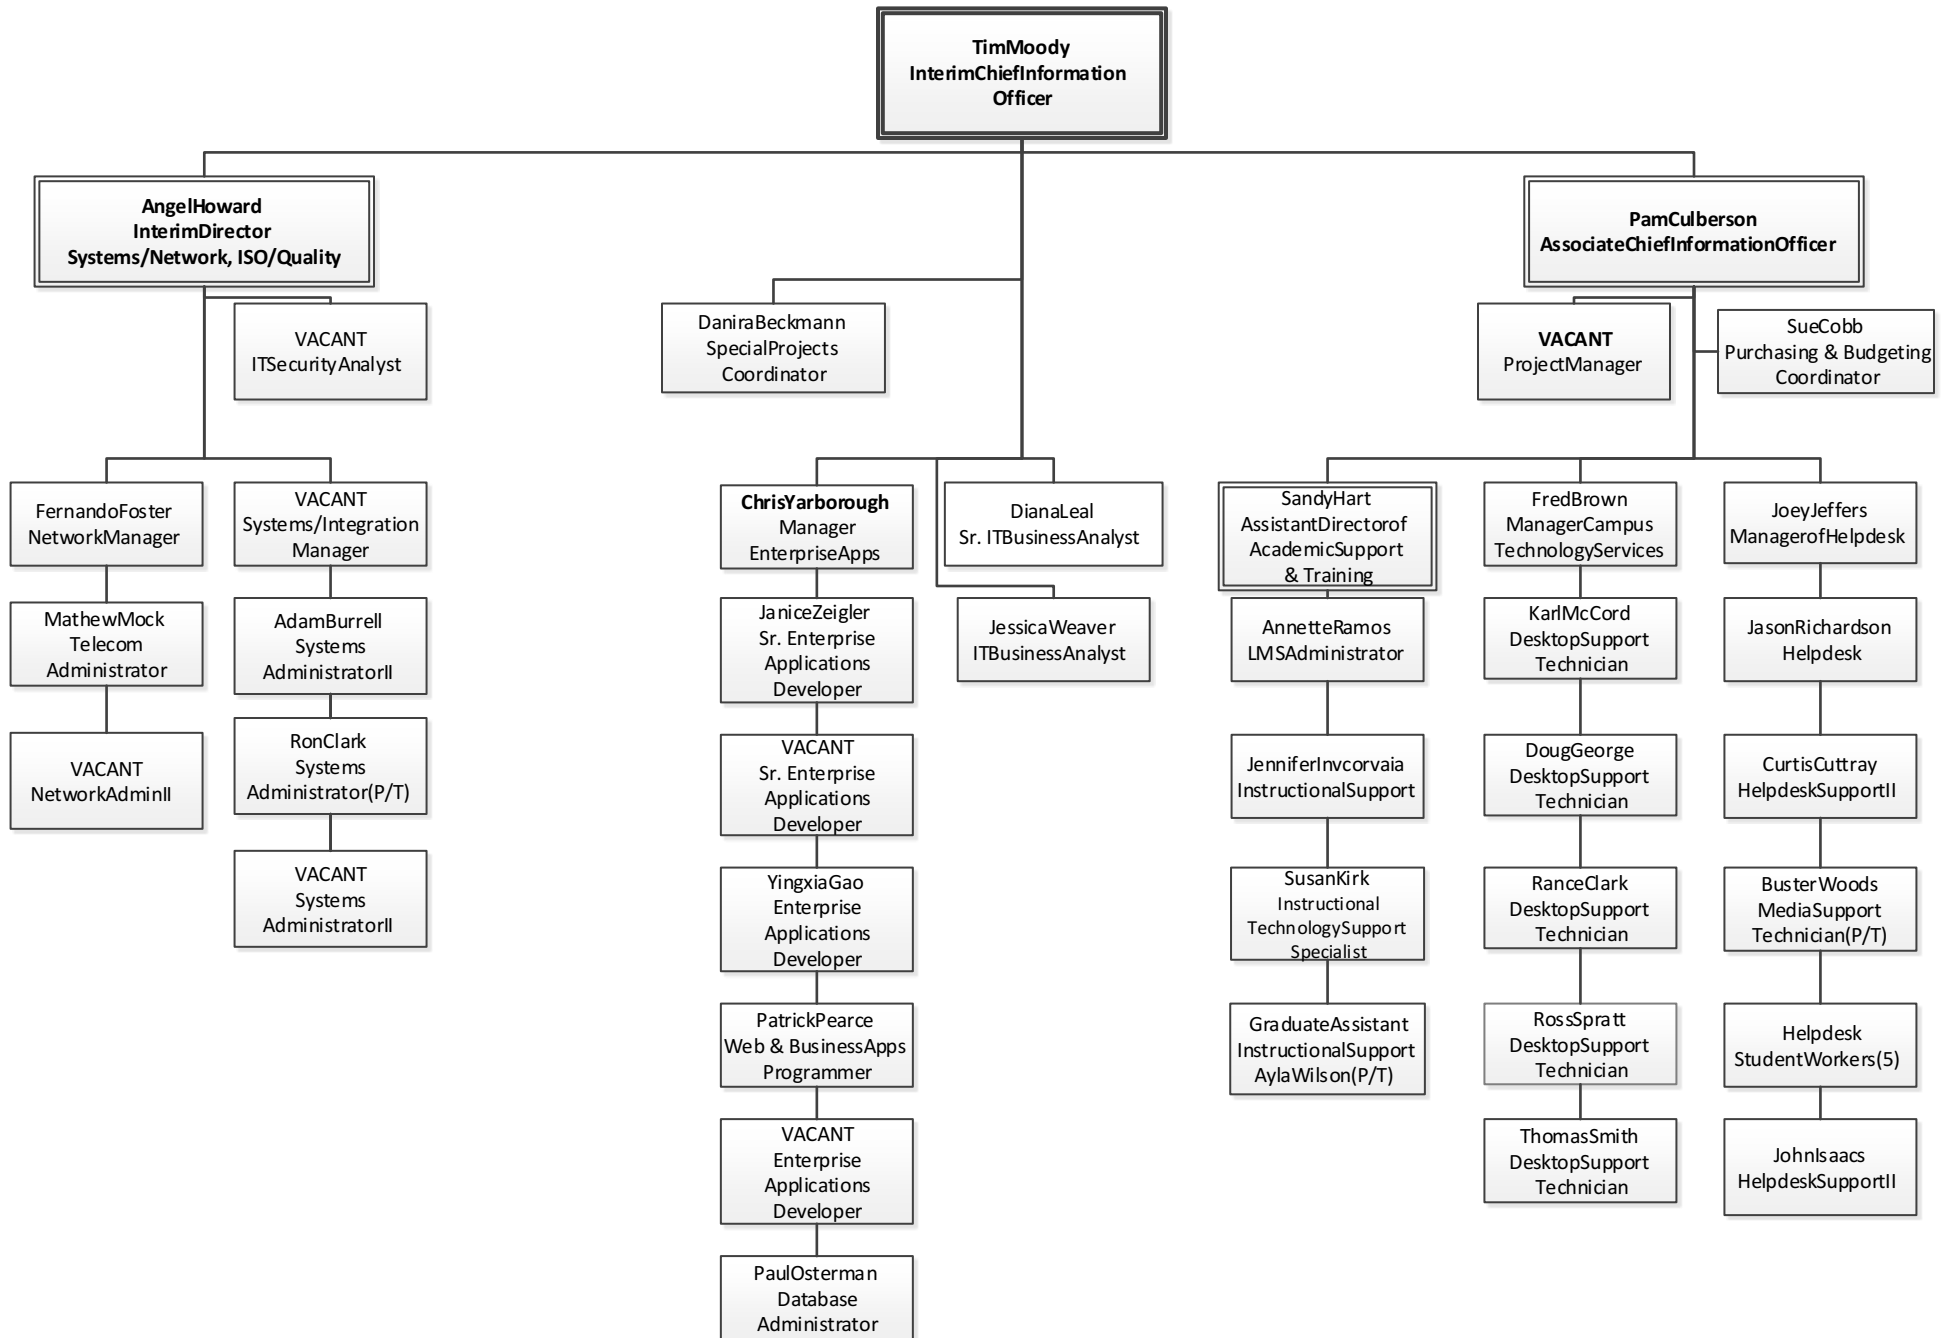 TimMoody
InterimChiefInformation
Officer
AngelHoward
InterimDirector
Systems/Network, ISO/Quality
PamCulberson
AssociateChiefInformationOfficer
VACANT
ITSecurityAnalyst
DaniraBeckmann
SpecialProjects
Coordinator
VACANT
ProjectManager
SueCobb
Purchasing & Budgeting
Coordinator
FernandoFoster
NetworkManager
MathewMock
Telecom
Administrator
VACANT
NetworkAdminII
VACANT
Systems/Integration
Manager
AdamBurrell
Systems
AdministratorII
RonClark
Systems
Administrator(P/T)
VACANT
Systems
AdministratorII
ChrisYarborough
Manager
EnterpriseApps
JaniceZeigler
Sr. Enterprise
Applications
Developer
VACANT
Sr. Enterprise
Applications
Developer
YingxiaGao
Enterprise
Applications
Developer
PatrickPearce
Web & BusinessApps
Programmer
VACANT
Enterprise
Applications
Developer
PaulOsterman
Database
Administrator
DianaLeal
Sr. ITBusinessAnalyst
JessicaWeaver
ITBusinessAnalyst
SandyHart
AssistantDirectorof
AcademicSupport
& Training
AnnetteRamos
LMSAdministrator
JenniferInvcorvaia
InstructionalSupport
SusanKirk
Instructional
TechnologySupport
Specialist
GraduateAssistant
InstructionalSupport
AylaWilson(P/T)
FredBrown
ManagerCampus
TechnologyServices
KarlMcCord
DesktopSupport
Technician
DougGeorge
DesktopSupport
Technician
RanceClark
DesktopSupport
Technician
RossSpratt
DesktopSupport
Technician
ThomasSmith
DesktopSupport
Technician
JoeyJeffers
ManagerofHelpdesk
JasonRichardson
Helpdesk
CurtisCuttray
HelpdeskSupportII
BusterWoods
MediaSupport
Technician(P/T)
Helpdesk
StudentWorkers(5)
JohnIsaacs
HelpdeskSupportII